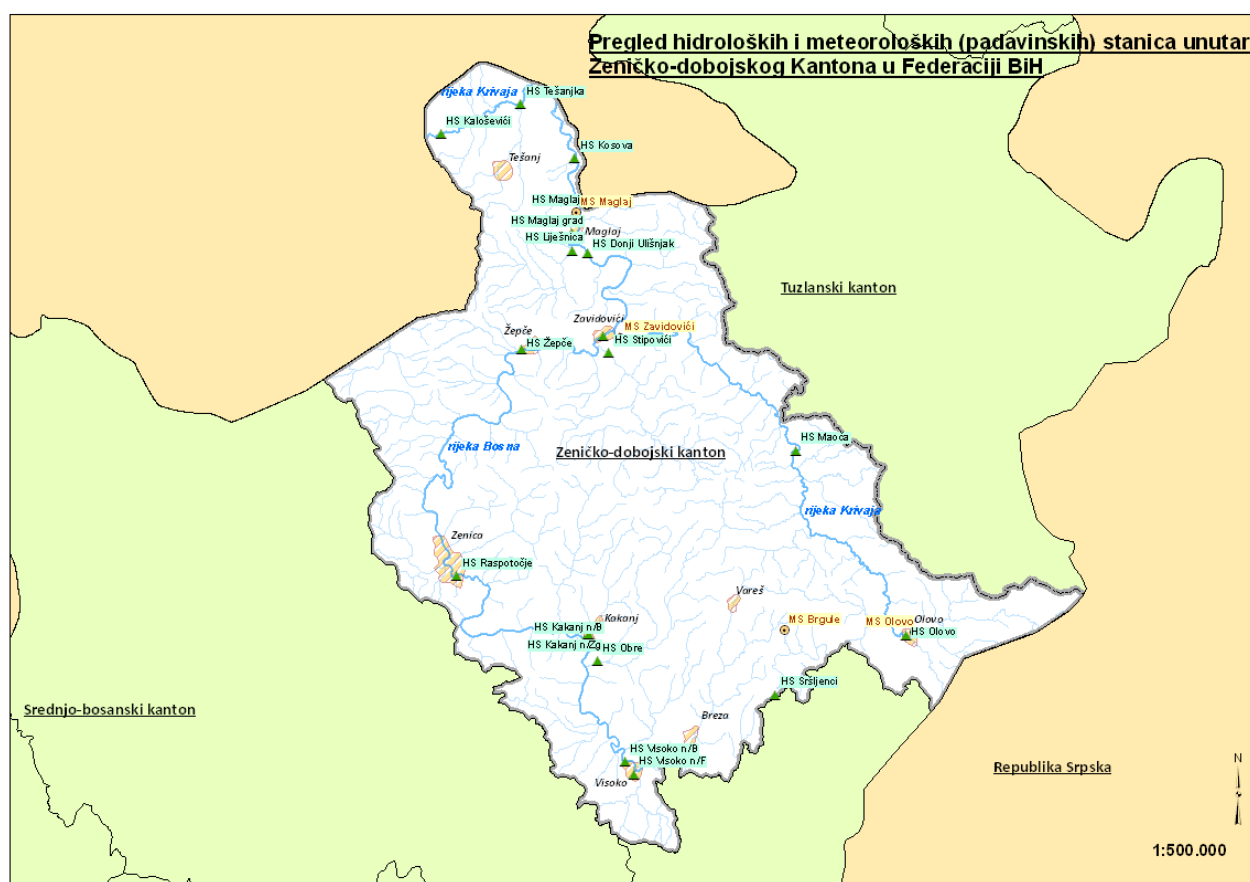 Pregled hidroloških i meteoroloških (padavinskih) stanica unutar
Zeničko-dobojskog Kantona u Federaciji BiH
rijeka Krivaja
HS Tešanjka
HS Kaloševići
HS Kosova
Tešanj
HS Maglaj
MS Maglaj
HS Maglaj grad
Maglaj
HS Liješnica
HS Donji Ulišnjak
Tuzlanski kanton
Zavidovići
MS Zavidovići
Žepče
HS Žepče
HS Stipovići
rijeka Bosna
Zeničko-dobojski kanton
HS Maoča
rijeka Krivaja
Zenica
HS Raspotočje
Vareš
Kakanj
HS Kakanj n/B
MS Brgule
MS Olovo
Olovo
HS Olovo
HS Kakanj n/Zg
HS Obre
HS Sršljenci
Srednjo-bosanski kanton
Breza
HS Visoko n/B
HS Visoko n/F
Visoko
Republika Srpska
N
1:500.000